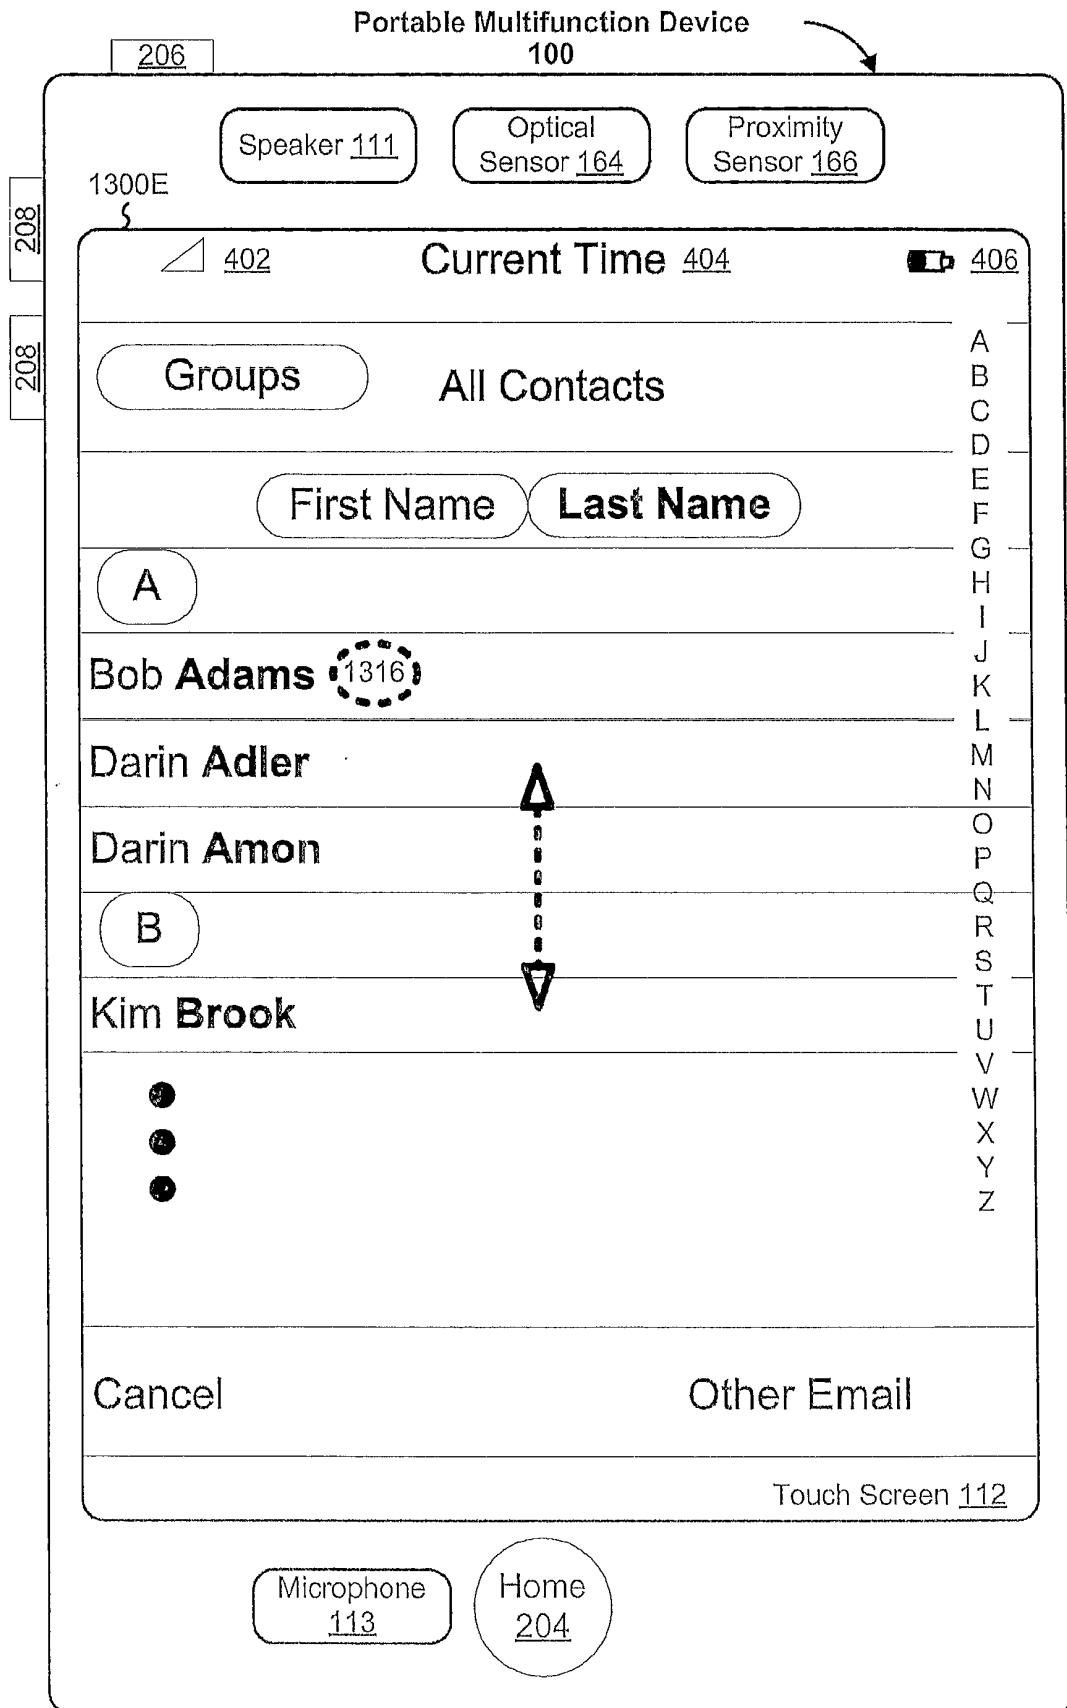 Portable Multifunction Device
100
206
Speaker 111
Optical
Sensor 164
Proximity
Sensor 166
1300E
208
208
402
Current Time 404
406
Groups
All Contacts
First Name
Last Name
A
Bob Adams
1316
Darin Adler
Darin Amon
B
Kim Brook
A
B
C
D
E
F
G
H
I
J
K
L
M
N
O
P
Q
R
S
T
U
V
W
X
Y
Z
Cancel
Other Email
Touch Screen 112
Microphone
113
Home
204